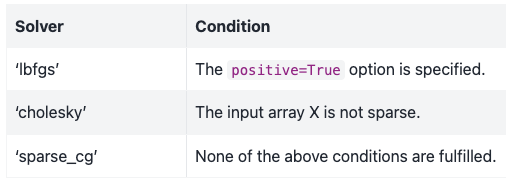 Solver Condition
‘lbfgs’ The positive=True option is specified.
‘cholesky’ The input array X is not sparse.
‘sparse_cg’ None of the above conditions are fulfilled.